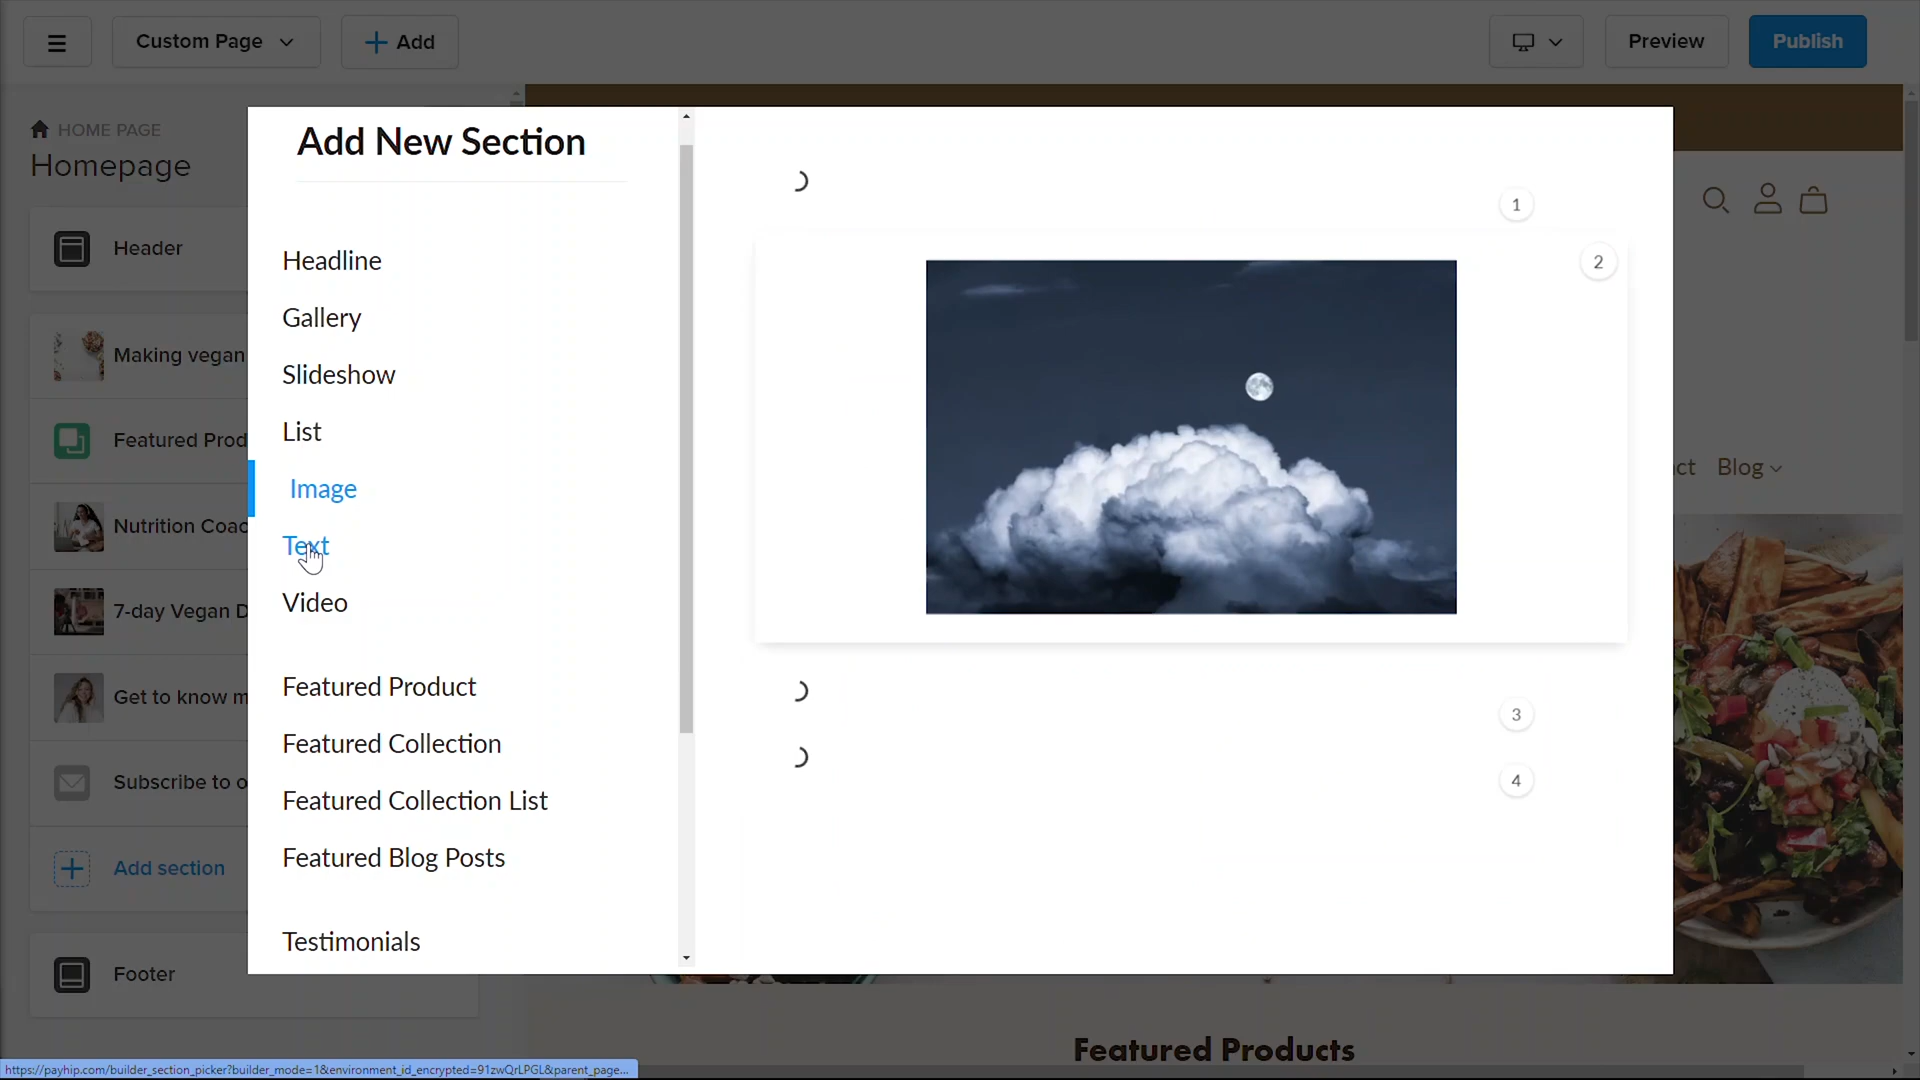 Custom Page
Add
Preview
Publish
HOME PAGE
Homepage
Header
Making vegan
Featured Prod
Nutrition Coac
7-day Vegan D
Get to know m
Subscribe to o
Add section
Footer
Add New Section
Headline
Gallery
Slideshow
List
Image
Text
Video
Featured Product
Featured Collection
Featured Collection List
Featured Blog Posts
Testimonials
1
2
3
4
ct
Blog
Featured Products
https://payhip.com/builder_section_picker?builder_mode=1&environment_id_encrypted=91zwQrLPGL&parent_page...